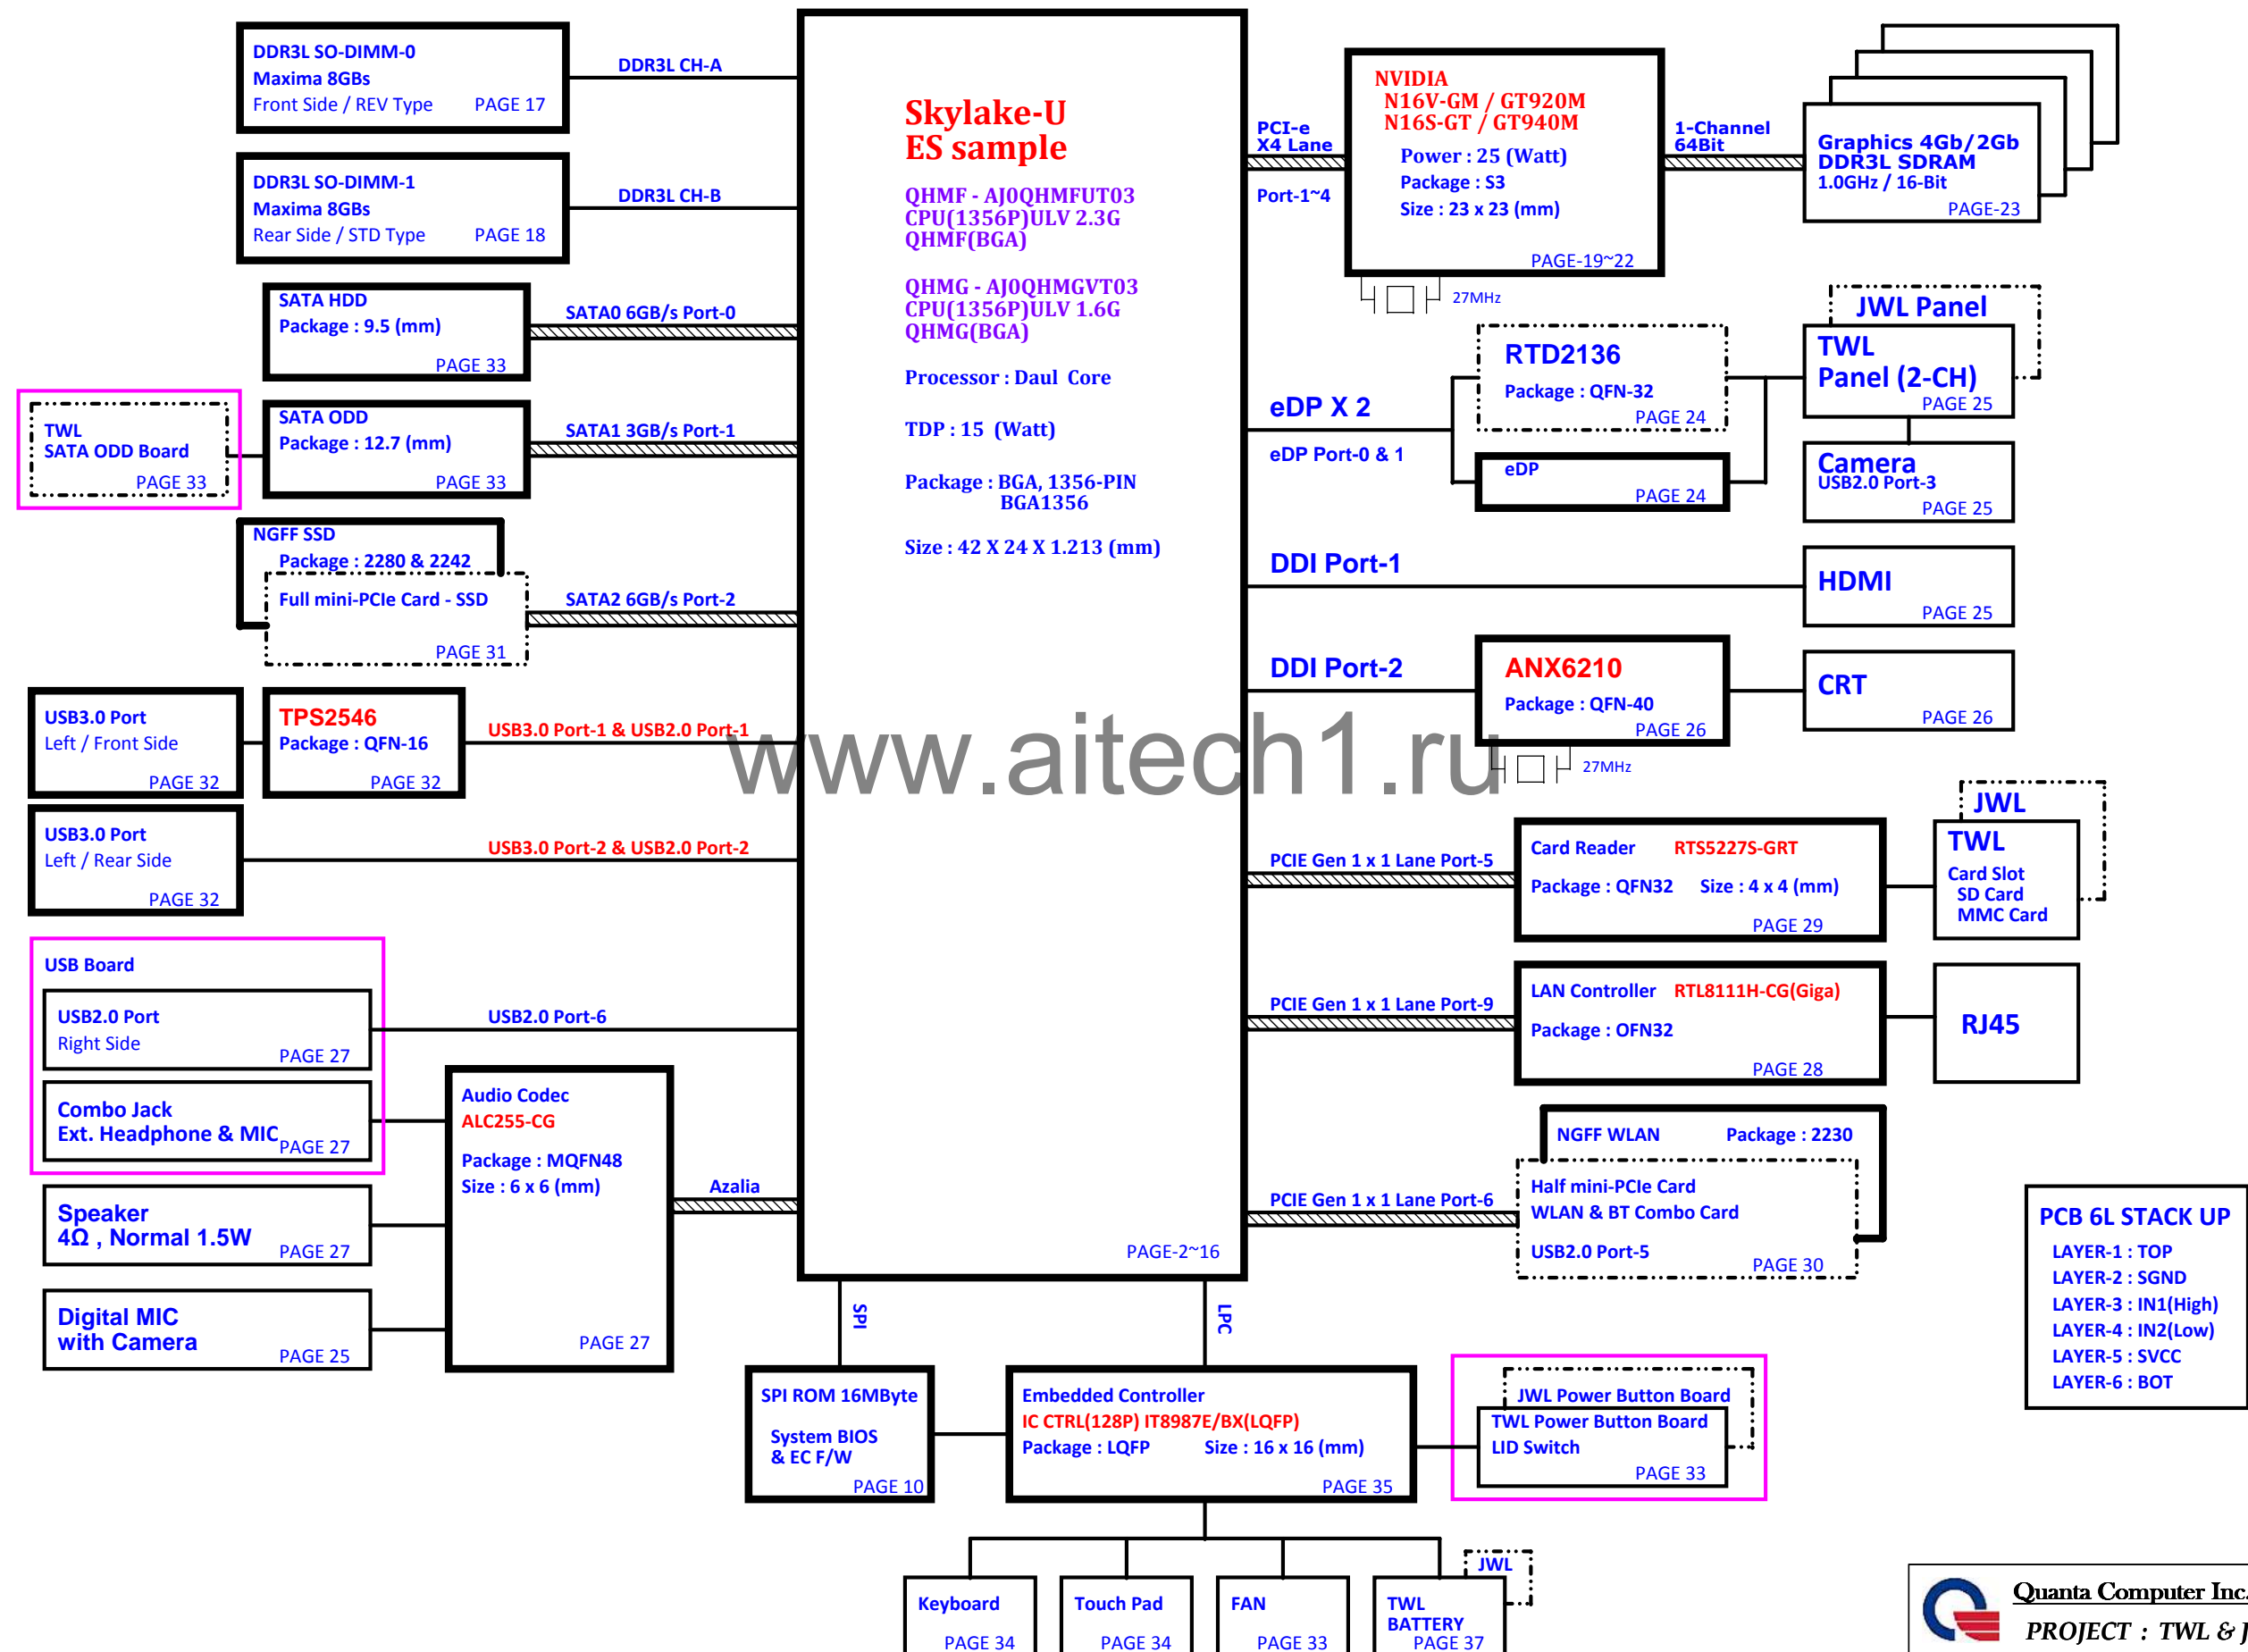 DDR3L SO-DIMM-0
Maxima 8GBs
Front Side / REV Type PAGE 17
DDR3L CH-A
DDR3L SO-DIMM-1
Maxima 8GBs
Rear Side / STD Type PAGE 18
DDR3L CH-B
SATA HDD
Package : 9.5 (mm)
PAGE 33
SATA0 6GB/s Port-0
TWL
SATA ODD Board
PAGE 33
SATA ODD
Package : 12.7 (mm)
PAGE 33
SATA1 3GB/s Port-1
NGFF SSD
Package : 2280 & 2242
Full mini-PCIe Card - SSD
PAGE 31
SATA2 6GB/s Port-2
USB3.0 Port
Left / Front Side
PAGE 32
TPS2546
Package : QFN-16
PAGE 32
USB3.0 Port-1 & USB2.0 Port-1
USB3.0 Port
Left / Rear Side
PAGE 32
USB3.0 Port-2 & USB2.0 Port-2
USB Board
USB2.0 Port
Right Side
PAGE 27
USB2.0 Port-6
Combo Jack
Ext. Headphone & MIC
PAGE 27
Speaker
4Ω , Normal 1.5W
PAGE 27
Digital MIC
with Camera
PAGE 25
Audio Codec
ALC255-CG
Package : MQFN48
Size : 6 x 6 (mm)
PAGE 27
Azalia
Skylake-U
ES sample
QHMF - AJ0QHMFUT03
CPU(1356P)ULV 2.3G
QHMF(BGA)
QHMG - AJ0QHMGVT03
CPU(1356P)ULV 1.6G
QHMG(BGA)
Processor : Daul Core
TDP : 15 (Watt)
Package : BGA, 1356-PIN
BGA1356
Size : 42 X 24 X 1.213 (mm)
PAGE-2~16
www.aitech1.ru
PCI-e
X4 Lane
Port-1~4
NVIDIA
N16V-GM / GT920M
N16S-GT / GT940M
Power : 25 (Watt)
Package : S3
Size : 23 x 23 (mm)
PAGE-19~22
27MHz
1-Channel
64Bit
Graphics 4Gb/2Gb
DDR3L SDRAM
1.0GHz / 16-Bit
PAGE-23
eDP X 2
eDP Port-0 & 1
RTD2136
Package : QFN-32
PAGE 24
eDP
PAGE 24
JWL Panel
TWL
Panel (2-CH)
PAGE 25
Camera
USB2.0 Port-3
PAGE 25
DDI Port-1
HDMI
PAGE 25
DDI Port-2
ANX6210
Package : QFN-40
PAGE 26
27MHz
CRT
PAGE 26
PCIE Gen 1 x 1 Lane Port-5
Card Reader RTS5227S-GRT
Package : QFN32 Size : 4 x 4 (mm)
PAGE 29
JWL
TWL
Card Slot
SD Card
MMC Card
PCIE Gen 1 x 1 Lane Port-9
LAN Controller RTL8111H-CG(Giga)
Package : OFN32
PAGE 28
RJ45
PCIE Gen 1 x 1 Lane Port-6
NGFF WLAN Package : 2230
Half mini-PCIe Card
WLAN & BT Combo Card
USB2.0 Port-5
PAGE 30
PCB 6L STACK UP
LAYER-1 : TOP
LAYER-2 : SGND
LAYER-3 : IN1(High)
LAYER-4 : IN2(Low)
LAYER-5 : SVCC
LAYER-6 : BOT
SPI
LPC
SPI ROM 16MByte
System BIOS
& EC F/W
PAGE 10
Embedded Controller
IC CTRL(128P) IT8987E/BX(LQFP)
Package : LQFP Size : 16 x 16 (mm)
PAGE 35
JWL Power Button Board
TWL Power Button Board
LID Switch
PAGE 33
Keyboard
PAGE 34
Touch Pad
PAGE 34
FAN
PAGE 33
JWL
TWL
BATTERY
PAGE 37
Quanta Computer Inc.
PROJECT : TWL & J